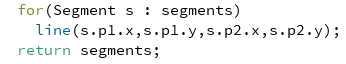 for(Segment s : segments)
line(s.p1.x,s.p1.y,s.p2.x,s.p2.y);
return segments;